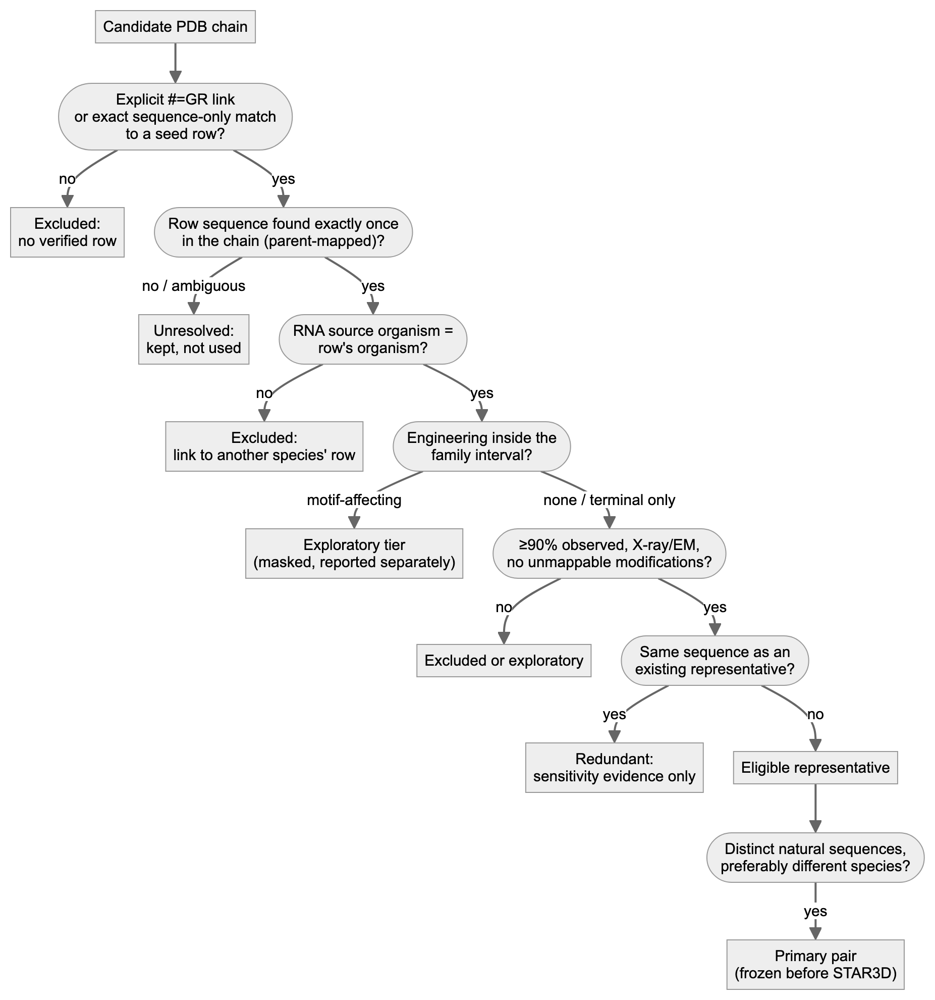 Candidate PDB chain
Explicit #=GR link
or exact sequence-only match
to a seed row?
no
yes
Excluded:
no verified row
Row sequence found exactly once
in the chain (parent-mapped)?
no / ambiguous
yes
Unresolved:
kept, not used
RNA source organism =
row's organism?
no
yes
Excluded:
link to another species' row
Engineering inside the
family interval?
motif-affecting
none / terminal only
Exploratory tier
(masked, reported separately)
≥90% observed, X-ray/EM,
no unmappable modifications?
no
yes
Excluded or exploratory
Same sequence as an
existing representative?
yes
no
Redundant:
sensitivity evidence only
Eligible representative
Distinct natural sequences,
preferably different species?
yes
Primary pair
(frozen before STAR3D)